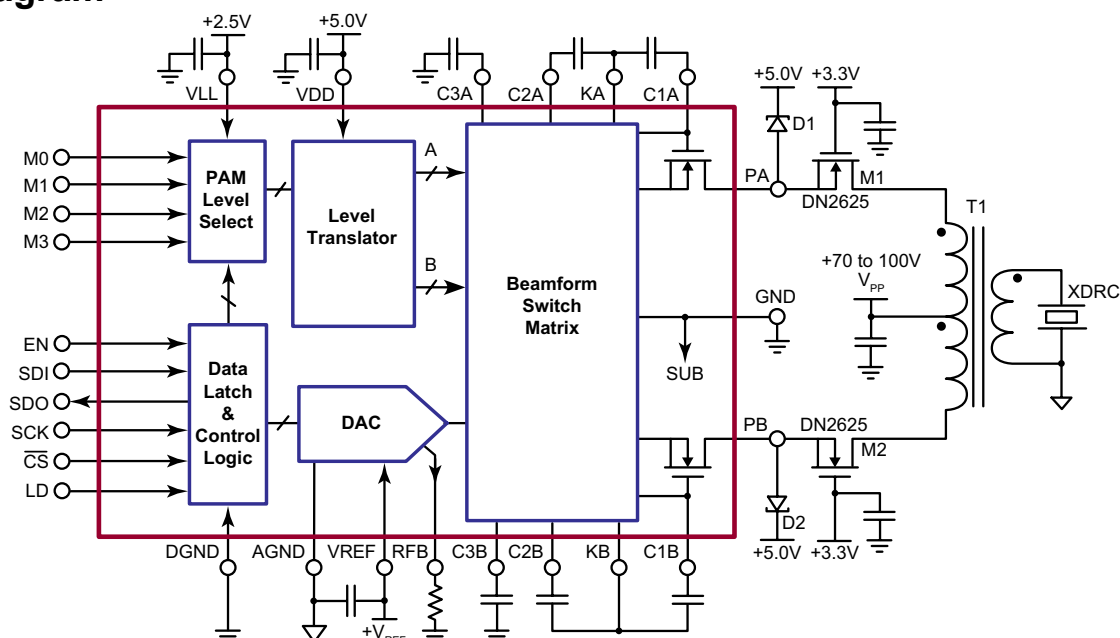 +2.5V
+5.0V
VLL
VDD
C3A
C2A
KA
C1A
+5.0V
+3.3V
D1
M0
M1
M2
M3
PAM
Level
Select
Level
Translator
A
B
Beamform
Switch
Matrix
PA
DN2625
M1
T1
+70 to 100V
VPP
XDRC
GND
SUB
EN
SDI
SDO
SCK
CS
LD
Data
Latch
&
Control
Logic
DAC
PB
DN2625
M2
D2
+5.0V
+3.3V
DGND
AGND
VREF
RFB
C3B
C2B
KB
C1B